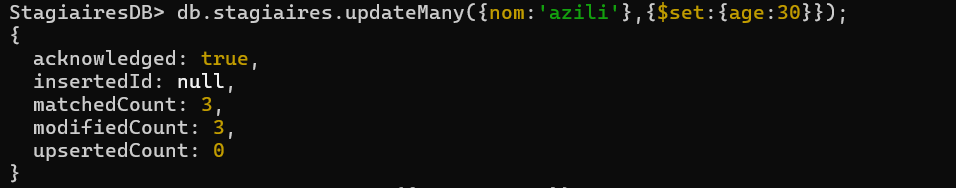 StagiairesDB> db.stagiaires.updateMany({nom:'azili'},{$set:{age:30}});
{
  acknowledged: true,
  insertedId: null,
  matchedCount: 3,
  modifiedCount: 3,
  upsertedCount: 0
}